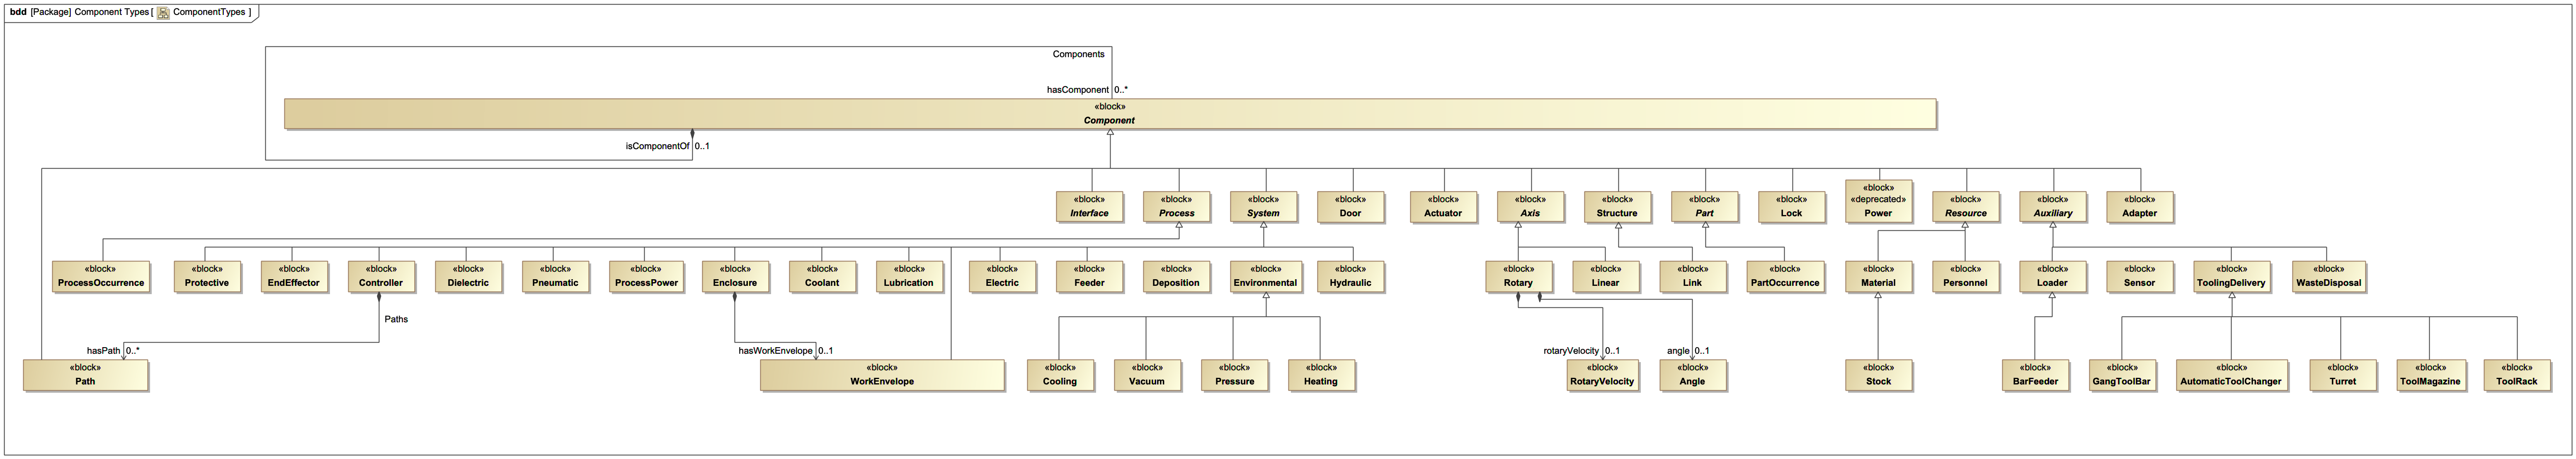 bdd [Package] Component Types [ ComponentTypes ]
Components
hasComponent 0..*
«block»
Component
isComponentOf 0..1
«block»
Interface
«block»
Process
«block»
System
«block»
Door
«block»
Actuator
«block»
Axis
«block»
Structure
«block»
Part
«block»
Lock
«block»
«deprecated»
Power
«block»
Resource
«block»
Auxiliary
«block»
Adapter
«block»
ProcessOccurrence
«block»
Protective
«block»
EndEffector
«block»
Controller
«block»
Dielectric
«block»
Pneumatic
«block»
ProcessPower
«block»
Enclosure
«block»
Coolant
«block»
Lubrication
«block»
Electric
«block»
Feeder
«block»
Deposition
«block»
Environmental
«block»
Hydraulic
«block»
Rotary
«block»
Linear
«block»
Link
«block»
PartOccurrence
«block»
Material
«block»
Personnel
«block»
Loader
«block»
Sensor
«block»
ToolingDelivery
«block»
WasteDisposal
Paths
hasPath 0..*
hasWorkEnvelope 0..1
rotaryVelocity 0..1
angle 0..1
«block»
Path
«block»
WorkEnvelope
«block»
Cooling
«block»
Vacuum
«block»
Pressure
«block»
Heating
«block»
RotaryVelocity
«block»
Angle
«block»
Stock
«block»
BarFeeder
«block»
GangToolBar
«block»
AutomaticToolChanger
«block»
Turret
«block»
ToolMagazine
«block»
ToolRack